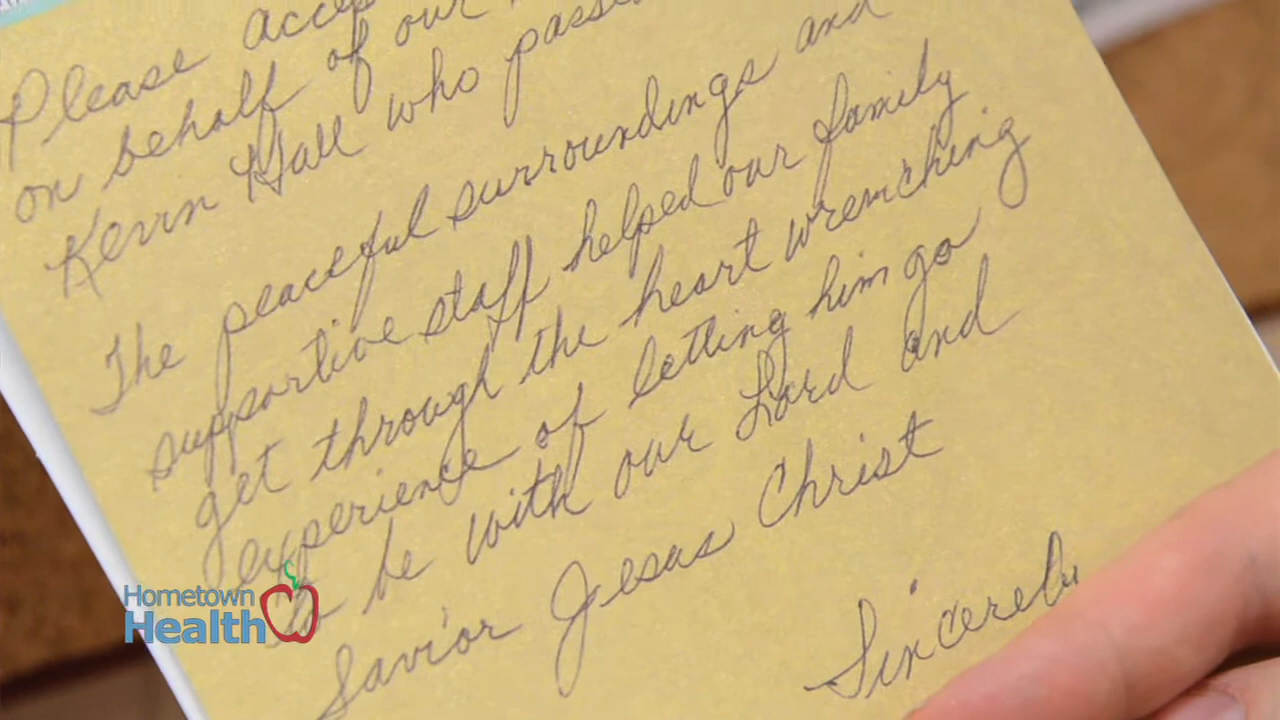 Please
on behalf of our
Kevin Hall who passe
The peaceful surroundings and
supportive staff helped our family
get through the heart wrenching
experience of letting him go
to be with our Lord and
Savior Jesus Christ
Sincerely
Hometown
Health